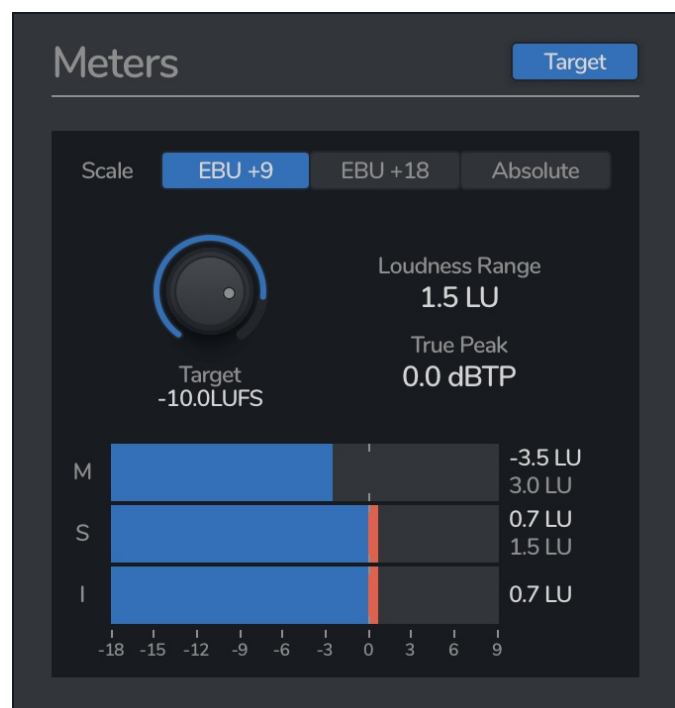 Meters
Target
Scale
EBU +9
EBU +18
Absolute
Loudness Range
1.5 LU
True Peak
0.0 dBTP
Target
-10.0LUFS
M
-3.5 LU
3.0 LU
S
0.7 LU
1.5 LU
I
0.7 LU
-18 -15 -12 -9 -6 -3 0 3 6 9